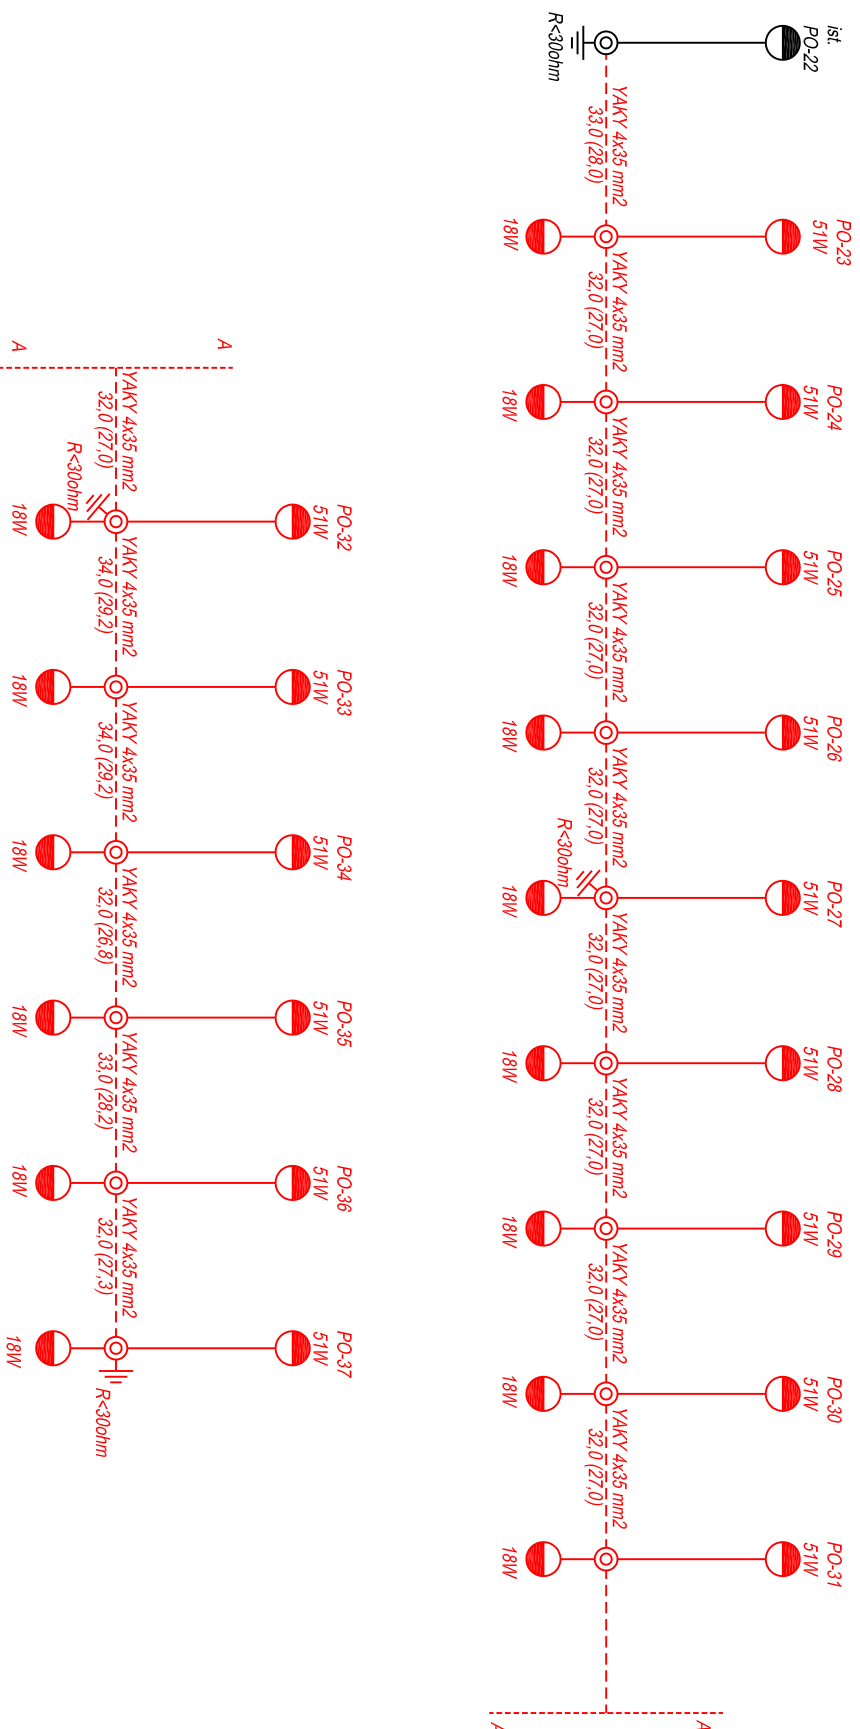 ist.
PO-22
R<30ohm
YAKY 4x35 mm2
33,0 (28,0)
PO-23
51W
18W
YAKY 4x35 mm2
32,0 (27,0)
PO-24
51W
18W
YAKY 4x35 mm2
32,0 (27,0)
PO-25
51W
18W
YAKY 4x35 mm2
32,0 (27,0)
PO-26
51W
18W
YAKY 4x35 mm2
32,0 (27,0)
R<30ohm
PO-27
51W
18W
YAKY 4x35 mm2
32,0 (27,0)
PO-28
51W
18W
YAKY 4x35 mm2
32,0 (27,0)
PO-29
51W
18W
YAKY 4x35 mm2
32,0 (27,0)
PO-30
51W
18W
YAKY 4x35 mm2
32,0 (27,0)
PO-31
51W
18W
A
A
A
A
YAKY 4x35 mm2
32,0 (27,0)
R<30ohm
PO-32
51W
18W
YAKY 4x35 mm2
34,0 (29,2)
PO-33
51W
18W
YAKY 4x35 mm2
34,0 (29,2)
PO-34
51W
18W
YAKY 4x35 mm2
32,0 (26,8)
PO-35
51W
18W
YAKY 4x35 mm2
33,0 (28,2)
PO-36
51W
18W
YAKY 4x35 mm2
32,0 (27,3)
PO-37
51W
18W
R<30ohm